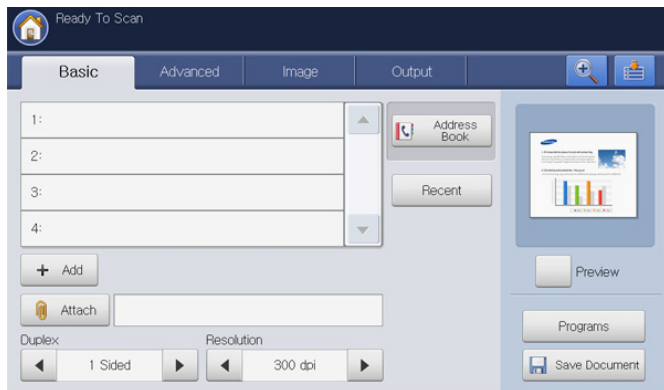 Ready To Scan
Basic
Advanced
Image
Output
1:
2:
3:
4:
Address
Book
Recent
+ Add
Attach
Preview
Duplex
Resolution
1 Sided
300 dpi
Programs
Save Document